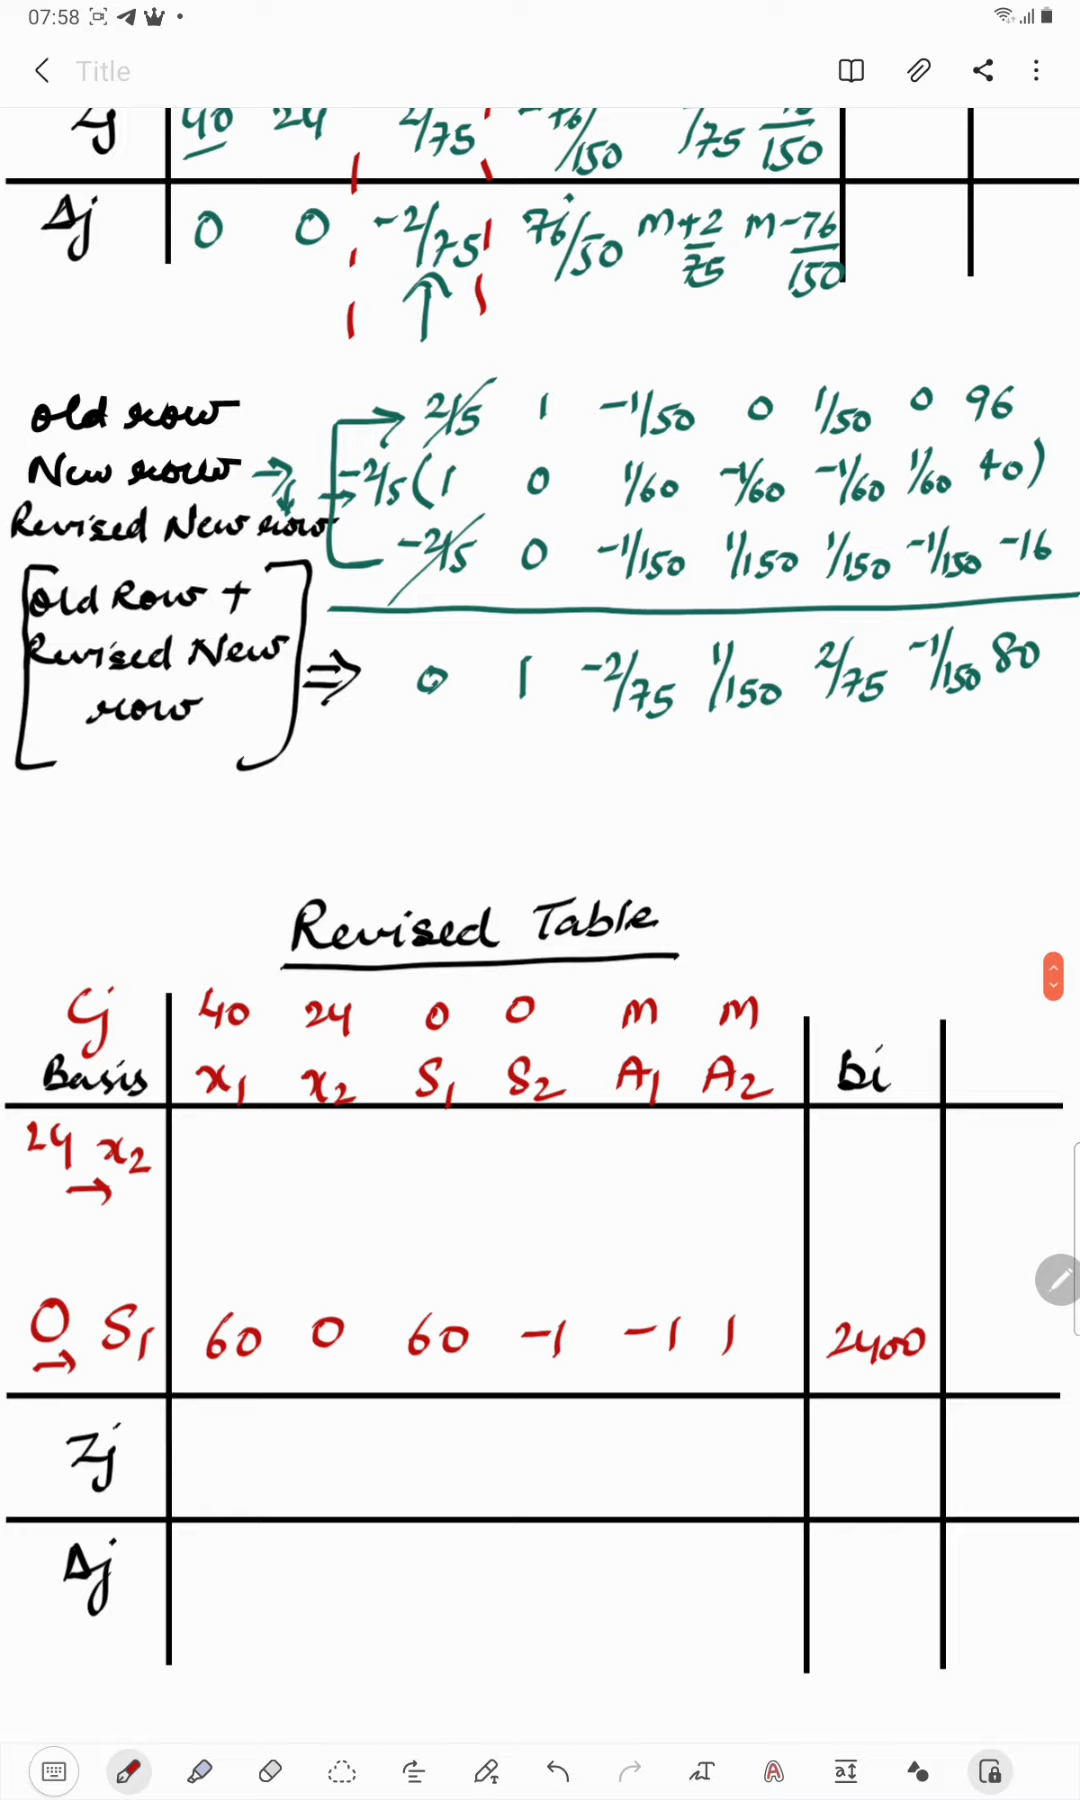 07:58
Title
Zj 40 24 2/75 -76/150 /75 /150
Δj 0 0 -2/75 76/50 m+2/75 m-76/150
old row 2/5 1 -1/50 0 1/50 0 96
New row → -2/5(1 0 1/60 -1/60 -1/60 1/60 40)
Revised New row -2/5 0 -1/150 1/150 1/150 -1/150 -16
[old Row +
Revised New
row] ⇒ 0 1 -2/75 1/150 2/75 -1/150 80
Revised Table
Cj 40 24 0 0 m m
Basis x1 x2 S1 S2 A1 A2 bi
24 x2
→
0 S1 60 0 60 -1 -1 1 2400
→
Zj
Δj